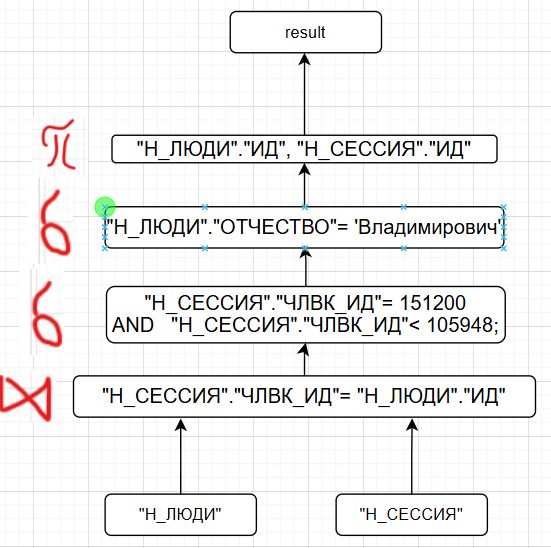 result
π
"Н_ЛЮДИ"."ИД", "Н_СЕССИЯ"."ИД"
б
"Н_ЛЮДИ"."ОТЧЕСТВО"= 'Владимирович'
б
"Н_СЕССИЯ"."ЧЛВК_ИД"= 151200
AND "Н_СЕССИЯ"."ЧЛВК_ИД"< 105948;
⋈
"Н_СЕССИЯ"."ЧЛВК_ИД"= "Н_ЛЮДИ"."ИД"
"Н_ЛЮДИ"
"Н_СЕССИЯ"